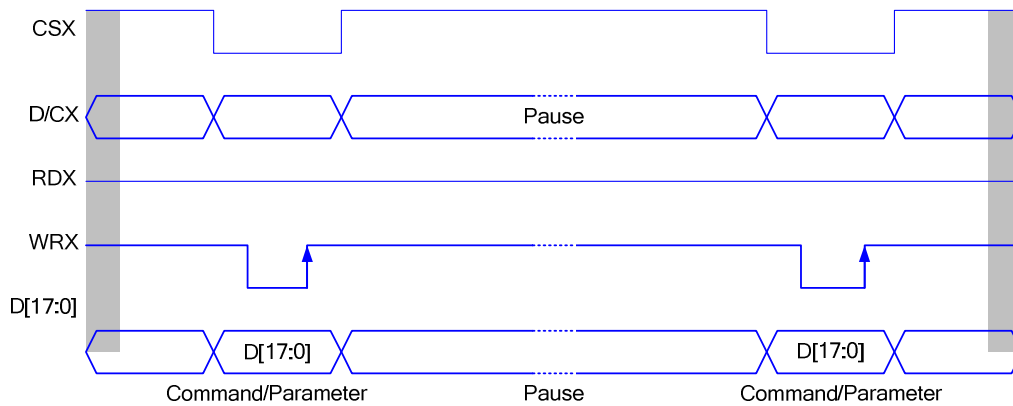 CSX
D/CX
Pause
RDX
WRX
D[17:0]
D[17:0]
D[17:0]
Command/Parameter
Pause
Command/Parameter